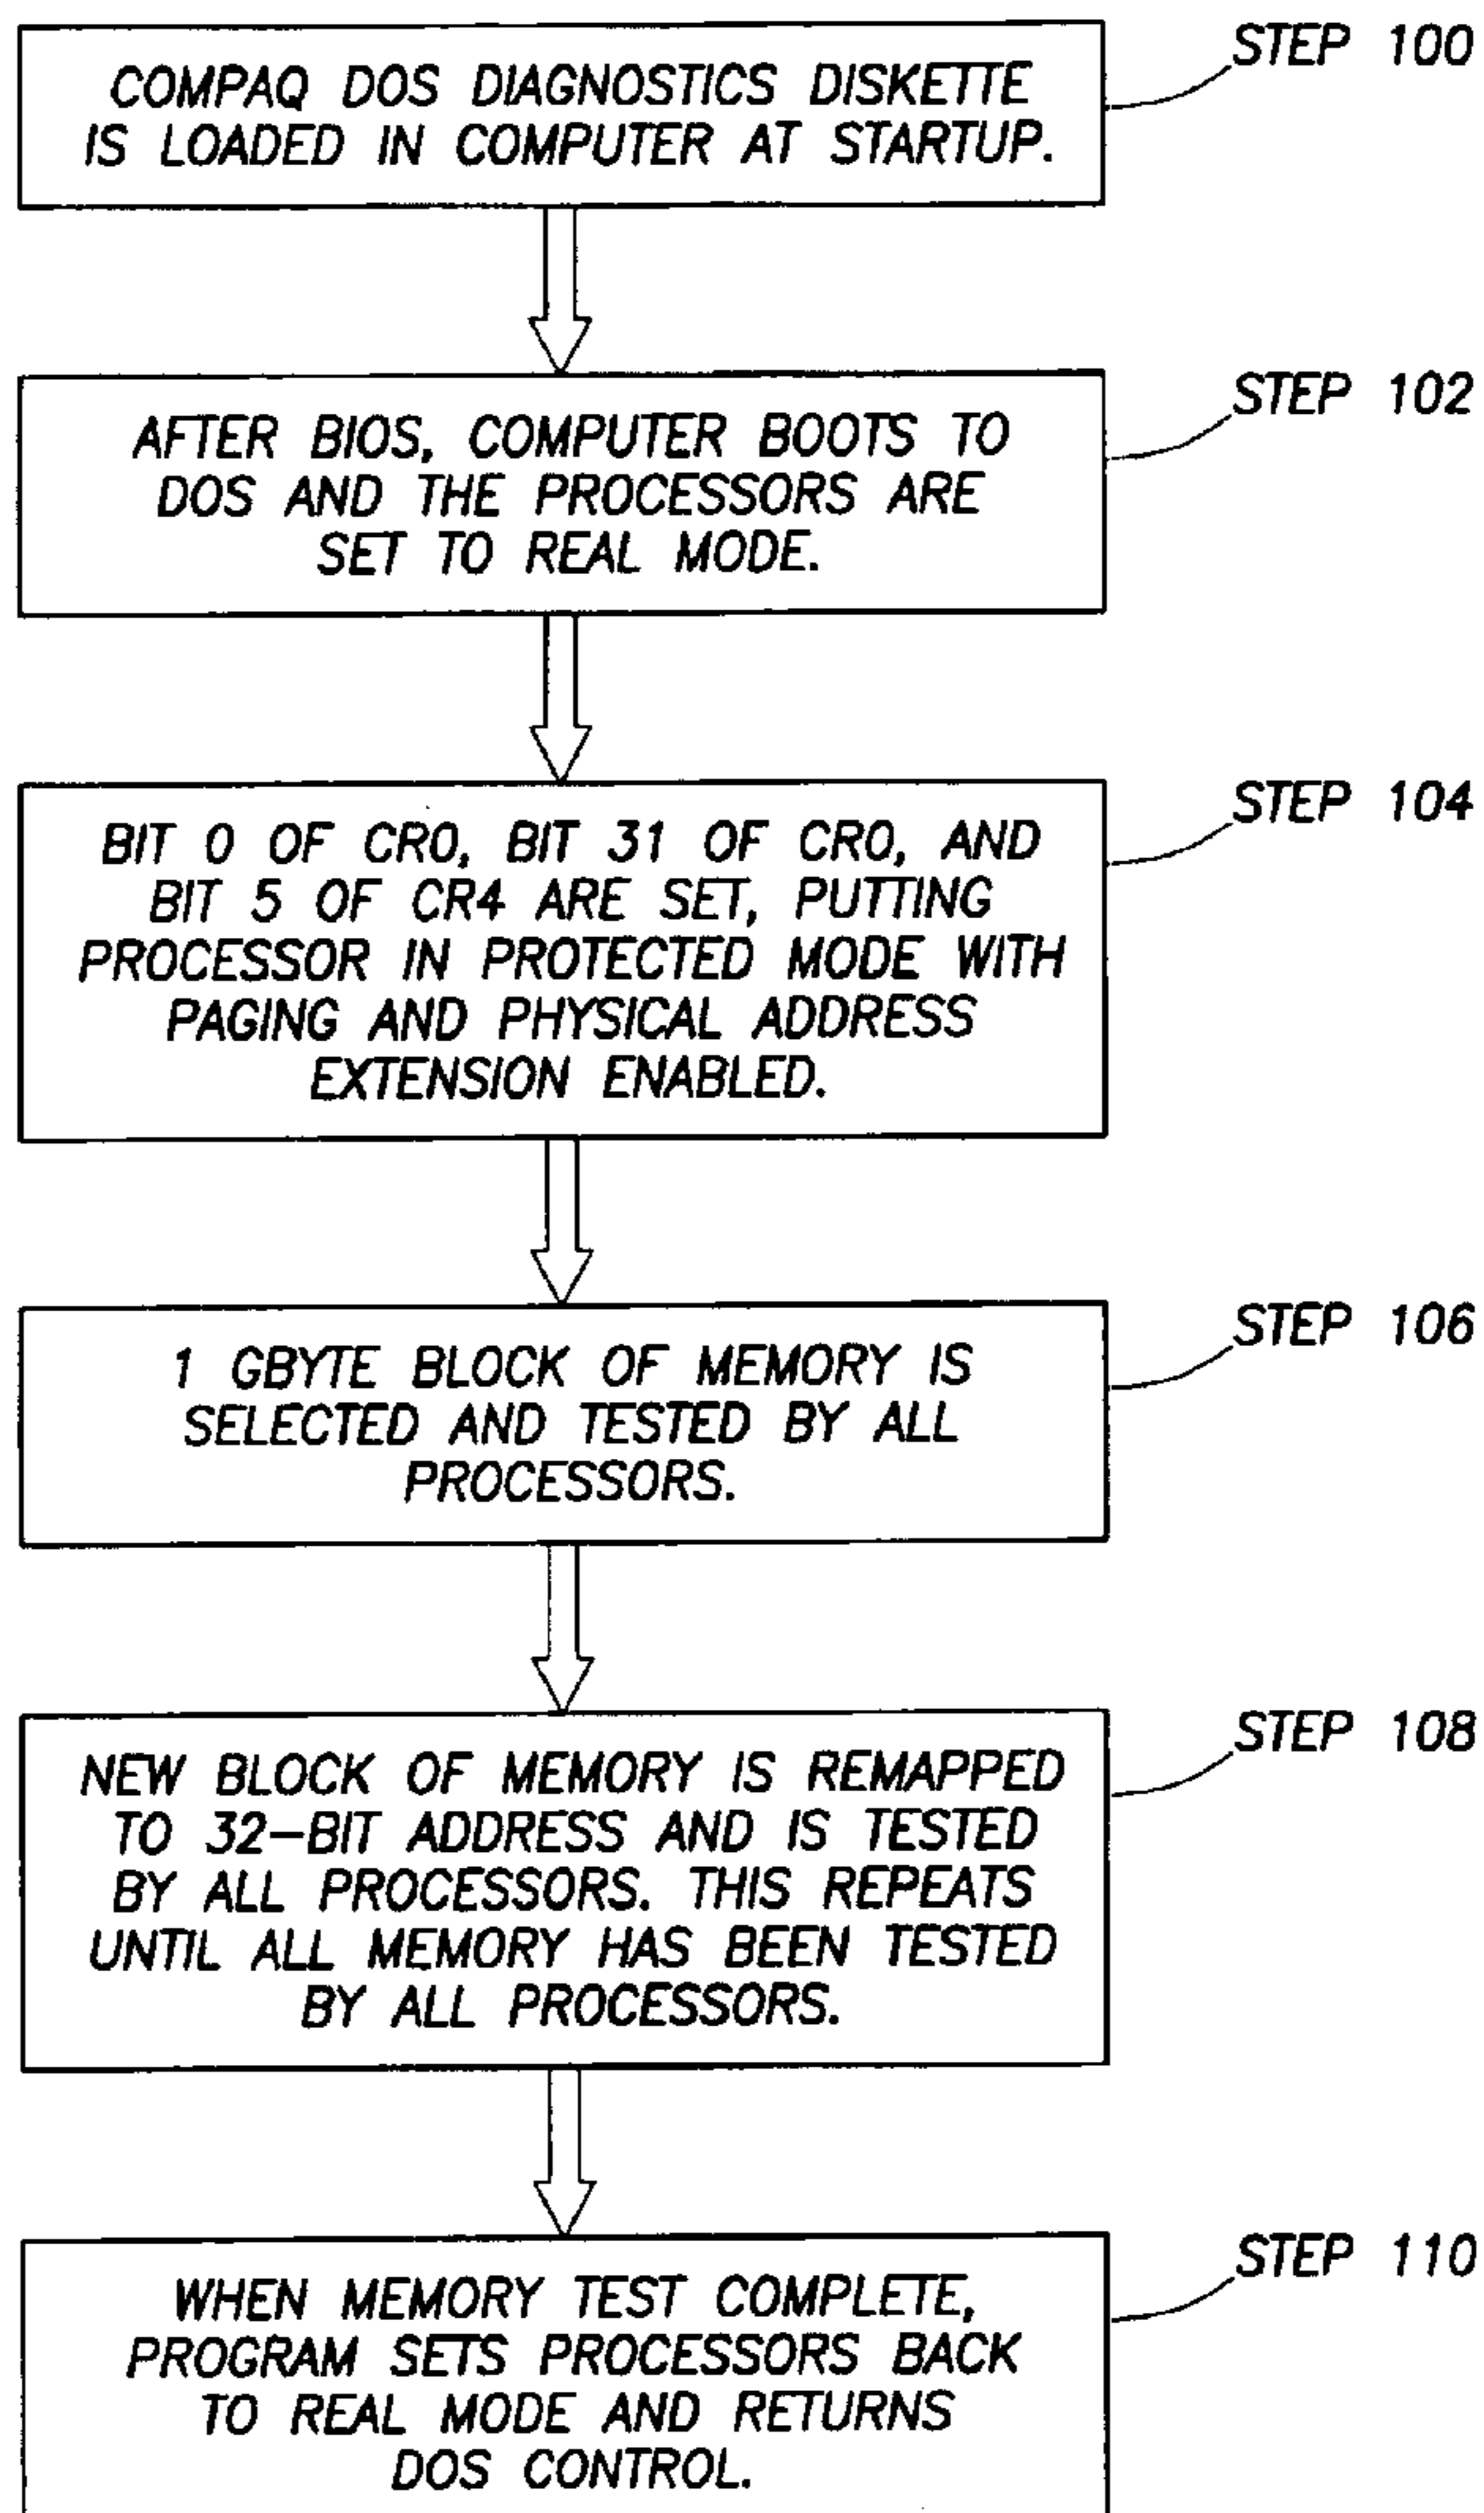 STEP 100
COMPAQ DOS DIAGNOSTICS DISKETTE
IS LOADED IN COMPUTER AT STARTUP.
STEP 102
AFTER BIOS, COMPUTER BOOTS TO
DOS AND THE PROCESSORS ARE
SET TO REAL MODE.
STEP 104
BIT 0 OF CR0, BIT 31 OF CR0, AND
BIT 5 OF CR4 ARE SET, PUTTING
PROCESSOR IN PROTECTED MODE WITH
PAGING AND PHYSICAL ADDRESS
EXTENSION ENABLED.
STEP 106
1 GBYTE BLOCK OF MEMORY IS
SELECTED AND TESTED BY ALL
PROCESSORS.
STEP 108
NEW BLOCK OF MEMORY IS REMAPPED
TO 32-BIT ADDRESS AND IS TESTED
BY ALL PROCESSORS. THIS REPEATS
UNTIL ALL MEMORY HAS BEEN TESTED
BY ALL PROCESSORS.
STEP 110
WHEN MEMORY TEST COMPLETE,
PROGRAM SETS PROCESSORS BACK
TO REAL MODE AND RETURNS
DOS CONTROL.